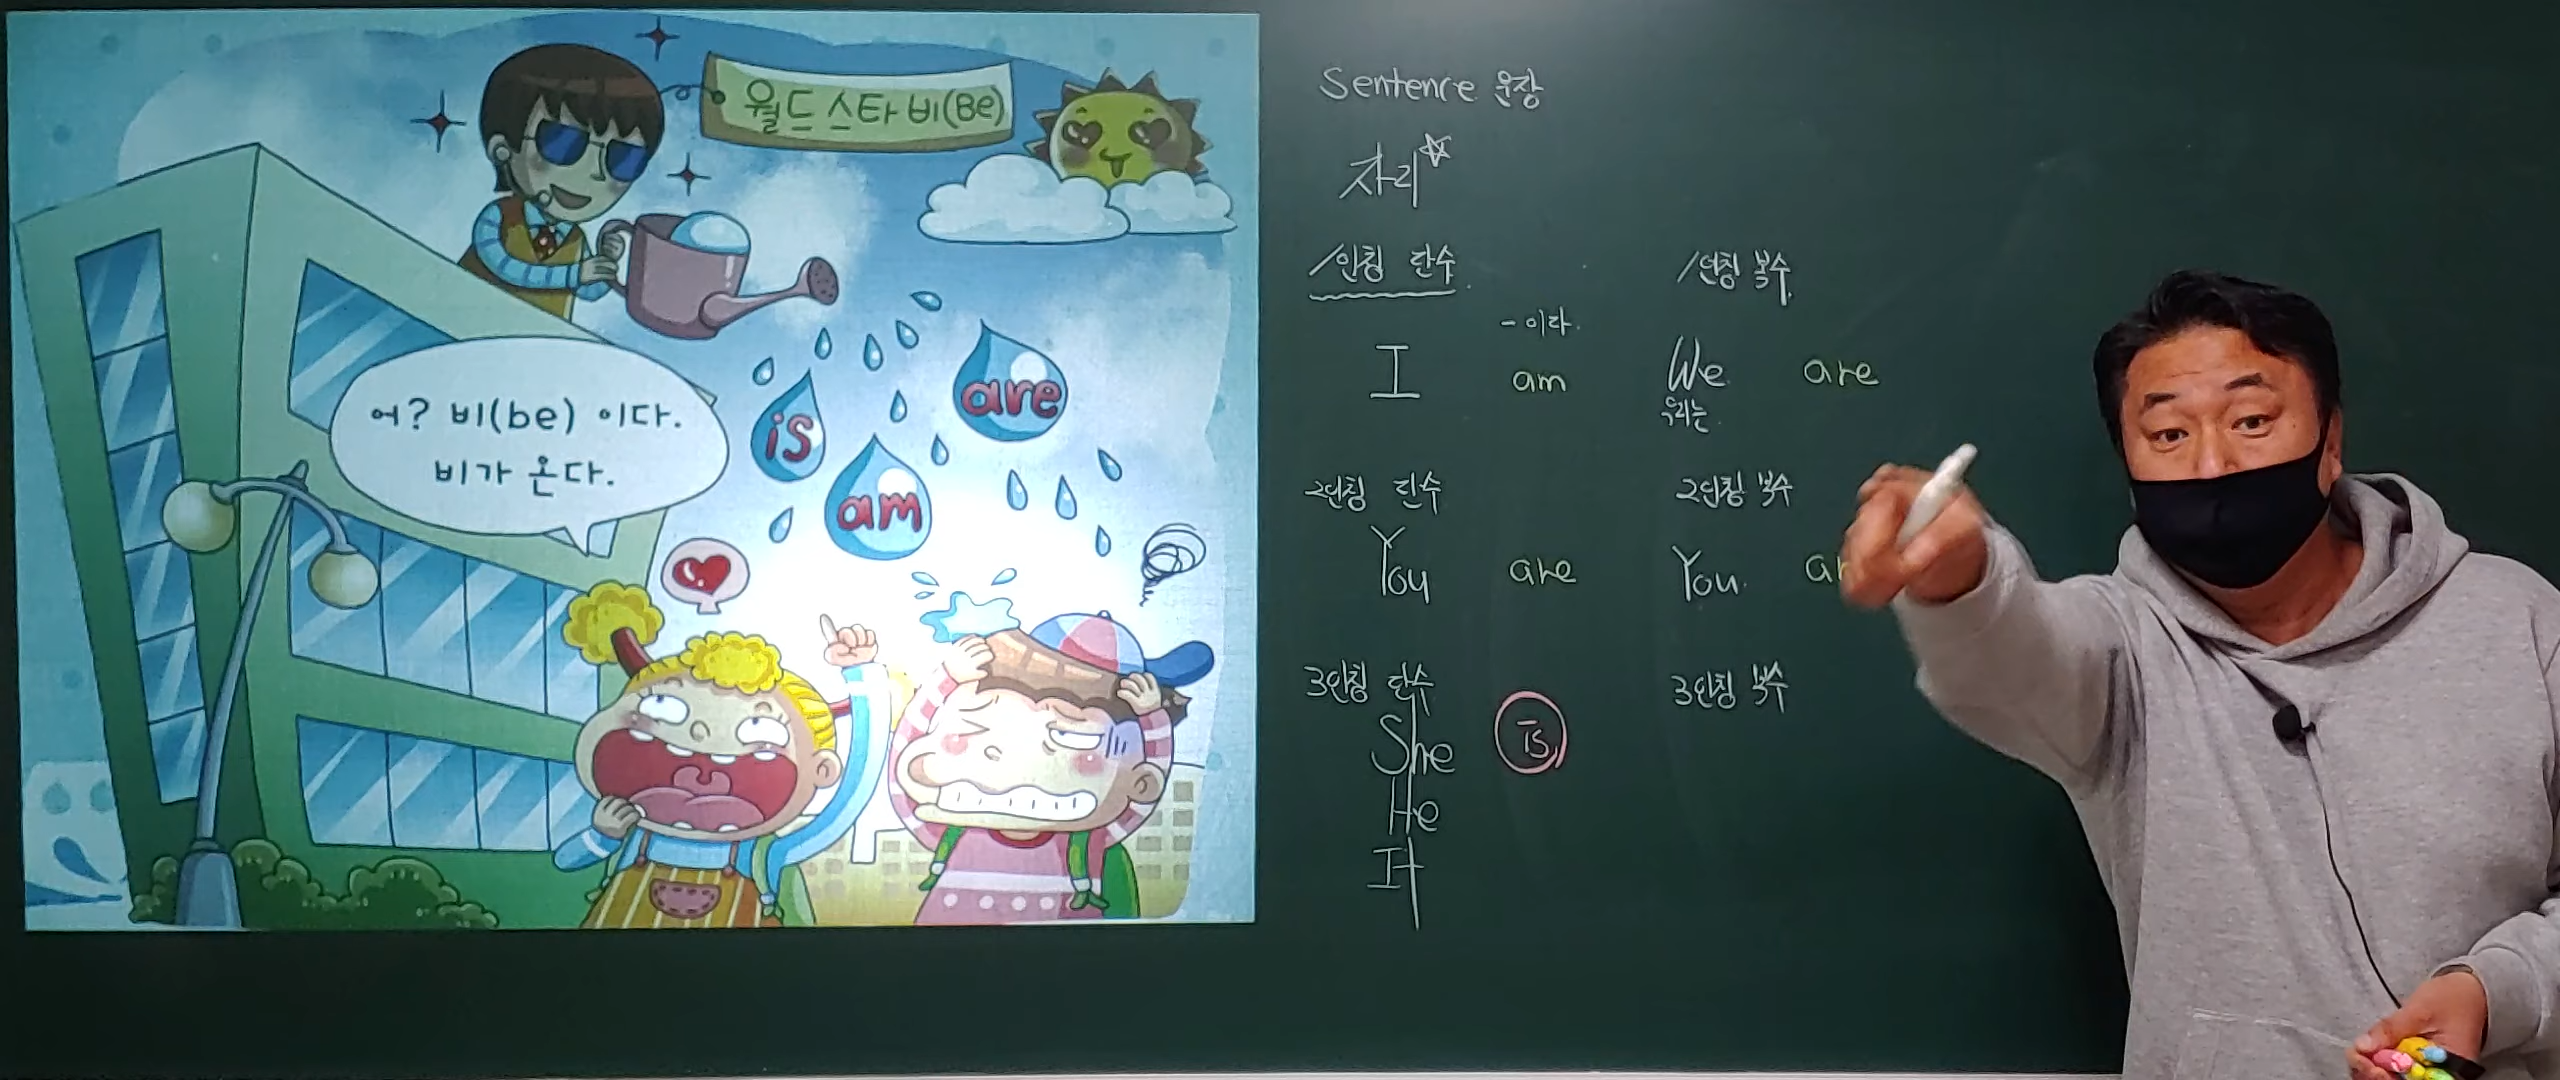 월드스타 비(Be)
어? 비(be) 이다.
비가 온다.
is
are
am
Sentence 문장
자리
1인칭 단수
1인칭 복수
-이다.
I am
We are
우리는
2인칭 단수
2인칭 복수
You are
You. ar
3인칭 단수
3인칭 복수
She
is
He
It